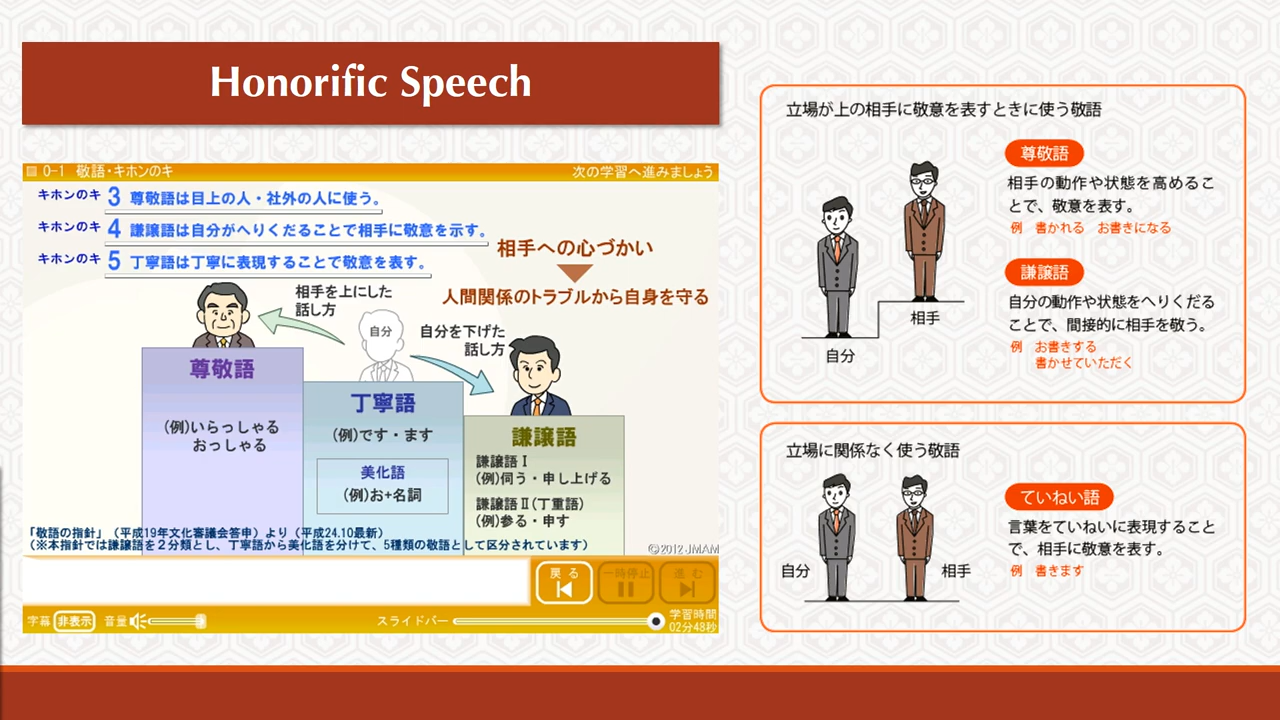 Honorific Speech
0-1 敬語・キホンのキ
次の学習へ進みましょう
キホンのキ 3 尊敬語は目上の人・社外の人に使う。
キホンのキ 4 謙譲語は自分がへりくだることで相手に敬意を示す。
キホンのキ 5 丁寧語は丁寧に表現することで敬意を表す。
相手への心づかい
人間関係のトラブルから自身を守る
相手を上にした
話し方
自分
自分を下げた
話し方
尊敬語
(例)いらっしゃる
おっしゃる
丁寧語
(例)です・ます
美化語
(例)お+名詞
謙譲語
謙譲語Ⅰ
(例)伺う・申し上げる
謙譲語Ⅱ(丁重語)
(例)参る・申す
「敬語の指針」（平成19年文化審議会答申）より（平成24.10最新）
(※本指針では謙譲語を２分類とし、丁寧語から美化語を分けて、5種類の敬語として区分されています)
©2012 JMAM
戻る
一時停止
進む
字幕 非表示 音量
スライドバー
学習時間
02分48秒
立場が上の相手に敬意を表すときに使う敬語
尊敬語
相手の動作や状態を高めるこ
とで、敬意を表す。
例 書かれる お書きになる
謙譲語
自分の動作や状態をへりくだる
ことで、間接的に相手を敬う。
例 お書きする
書かせていただく
相手
自分
立場に関係なく使う敬語
ていねい語
言葉をていねいに表現すること
で、相手に敬意を表す。
例 書きます
自分
相手